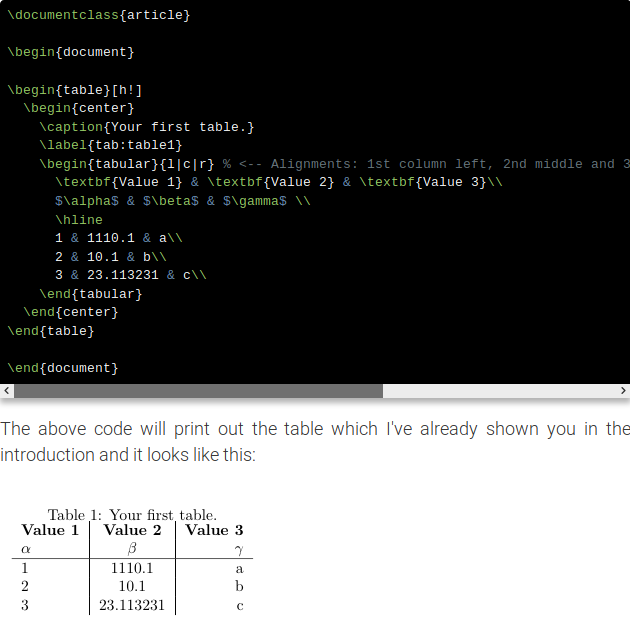 \documentclass{article}
\begin{document}
\begin{table}[h!]
\begin{center}
\caption{Your first table.}
\label{tab:table1}
\begin{tabular}{l|c|r} % <-- Alignments: 1st column left, 2nd middle and 3
\textbf{Value 1} & \textbf{Value 2} & \textbf{Value 3}\\
$\alpha$ & $\beta$ & $\gamma$ \\
\hline
1 & 1110.1 & a\\
2 & 10.1 & b\\
3 & 23.113231 & c\\
\end{tabular}
\end{center}
\end{table}
\end{document}
The above code will print out the table which I've already shown you in the
introduction and it looks like this:
Table 1: Your first table.
Value 1 Value 2 Value 3
α β γ
1 1110.1 a
2 10.1 b
3 23.113231 c